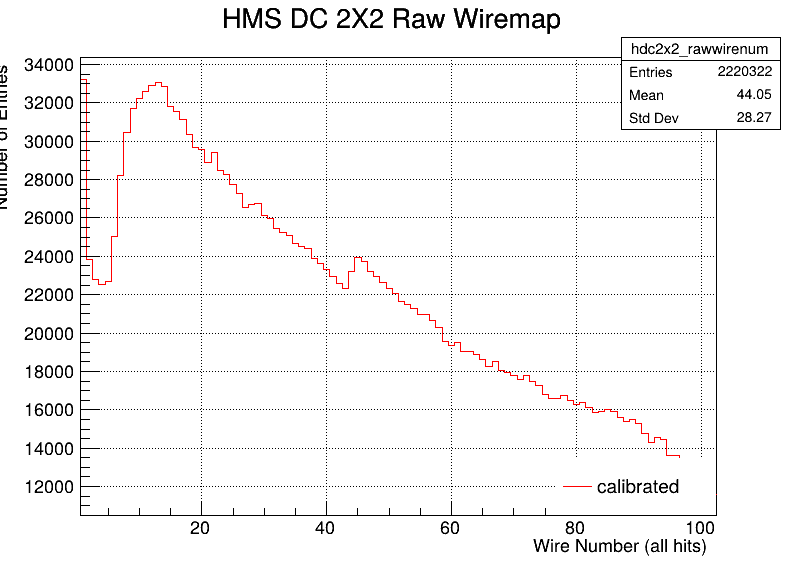 HMS DC 2X2 Raw Wiremap
hdc2x2_rawwirenum
Entries 2220322
Mean 44.05
Std Dev 28.27
Number of Entries
34000
32000
30000
28000
26000
24000
22000
20000
18000
16000
14000
12000
calibrated
20 40 60 80 100
Wire Number (all hits)